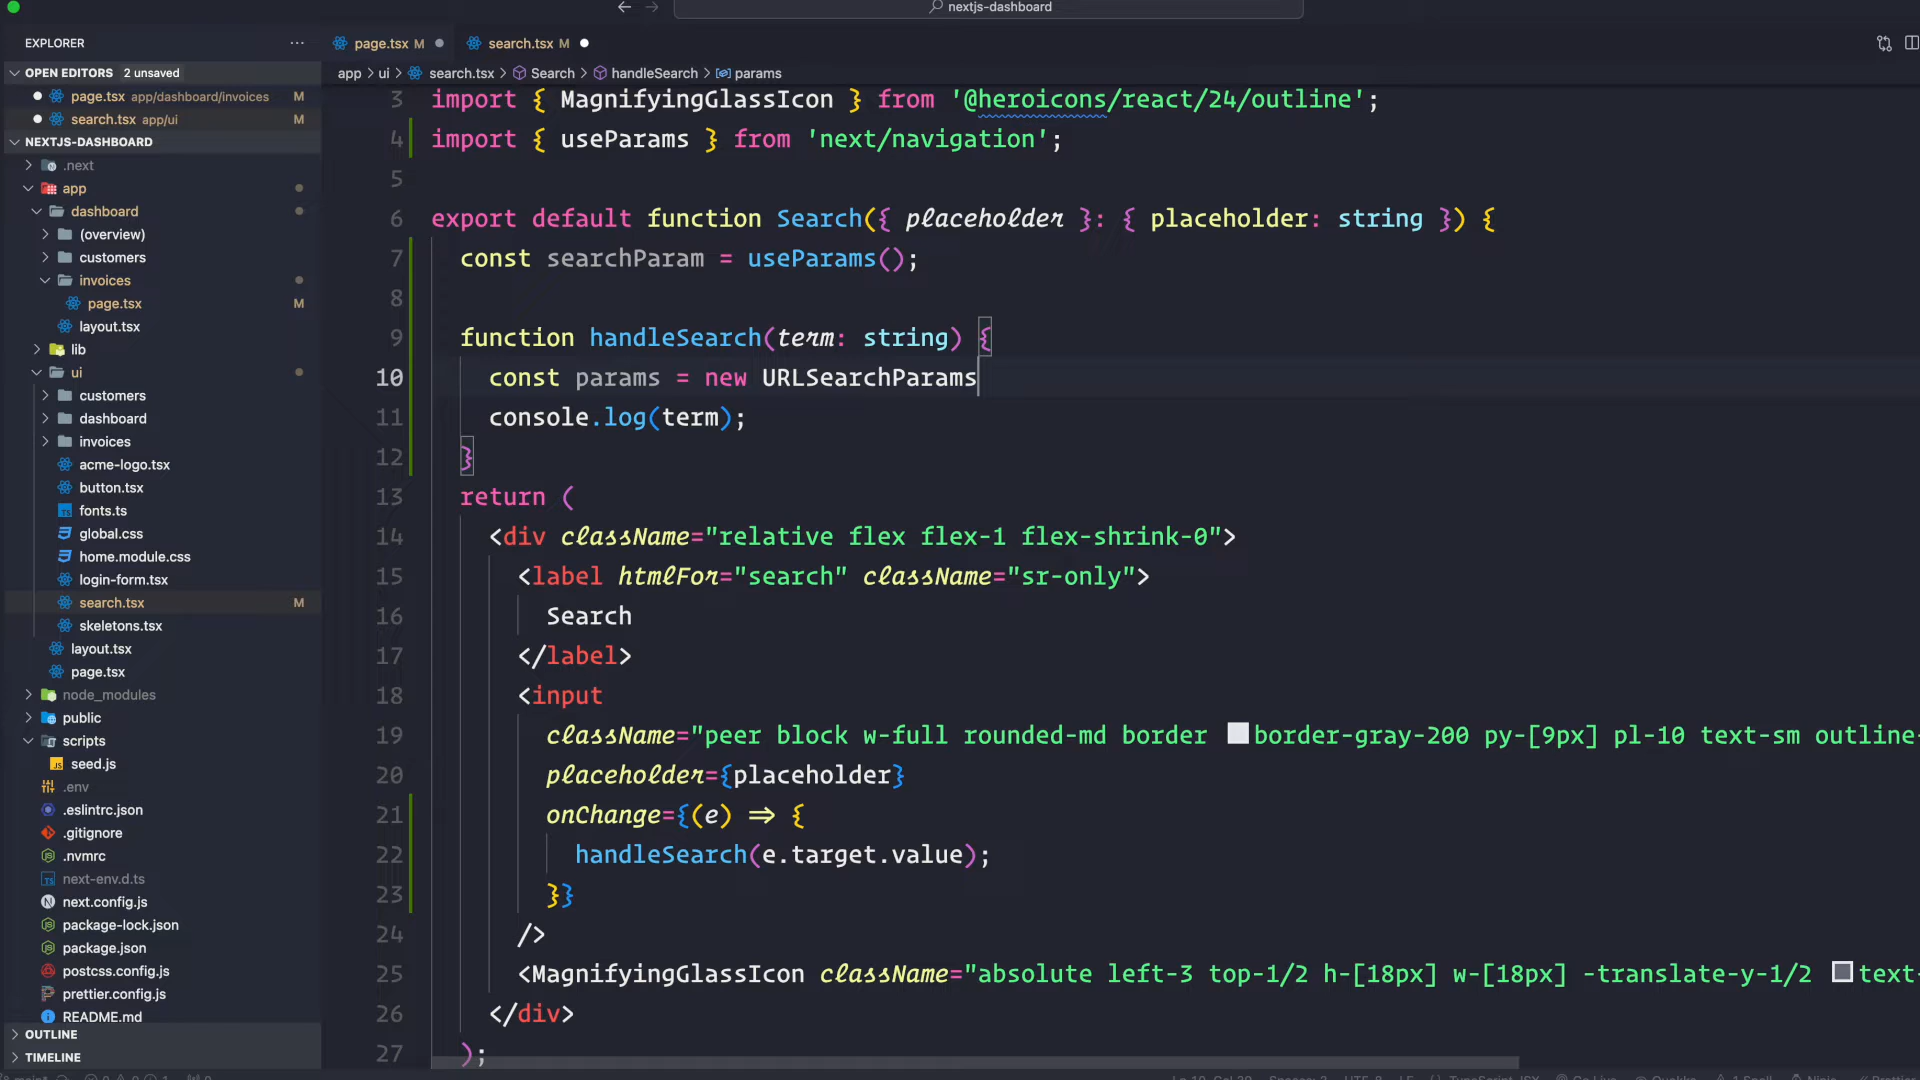 nextjs-dashboard
EXPLORER
page.tsx M
search.tsx M
OPEN EDITORS 2 unsaved
app > ui > search.tsx > Search > handleSearch > params
page.tsx app/dashboard/invoices M
search.tsx app/ui M
NEXTJS-DASHBOARD
.next
app
dashboard
(overview)
customers
invoices
page.tsx M
layout.tsx
lib
ui
customers
dashboard
invoices
acme-logo.tsx
button.tsx
fonts.ts
global.css
home.module.css
login-form.tsx
search.tsx M
skeletons.tsx
layout.tsx
page.tsx
node_modules
public
scripts
seed.js
.env
.eslintrc.json
.gitignore
.nvmrc
next-env.d.ts
next.config.js
package-lock.json
package.json
postcss.config.js
prettier.config.js
README.md
OUTLINE
TIMELINE
3 import { MagnifyingGlassIcon } from '@heroicons/react/24/outline';
4 import { useParams } from 'next/navigation';
5
6 export default function Search({ placeholder }: { placeholder: string }) {
7 const searchParam = useParams();
8
9 function handleSearch(term: string) {
10 const params = new URLSearchParams
11 console.log(term);
12 }
13 return (
14 <div className="relative flex flex-1 flex-shrink-0">
15 <label htmlFor="search" className="sr-only">
16 Search
17 </label>
18 <input
19 className="peer block w-full rounded-md border border-gray-200 py-[9px] pl-10 text-sm outline-
20 placeholder={placeholder}
21 onChange={(e) => {
22 handleSearch(e.target.value);
23 }}
24 />
25 <MagnifyingGlassIcon className="absolute left-3 top-1/2 h-[18px] w-[18px] -translate-y-1/2 text-
26 </div>
27 );